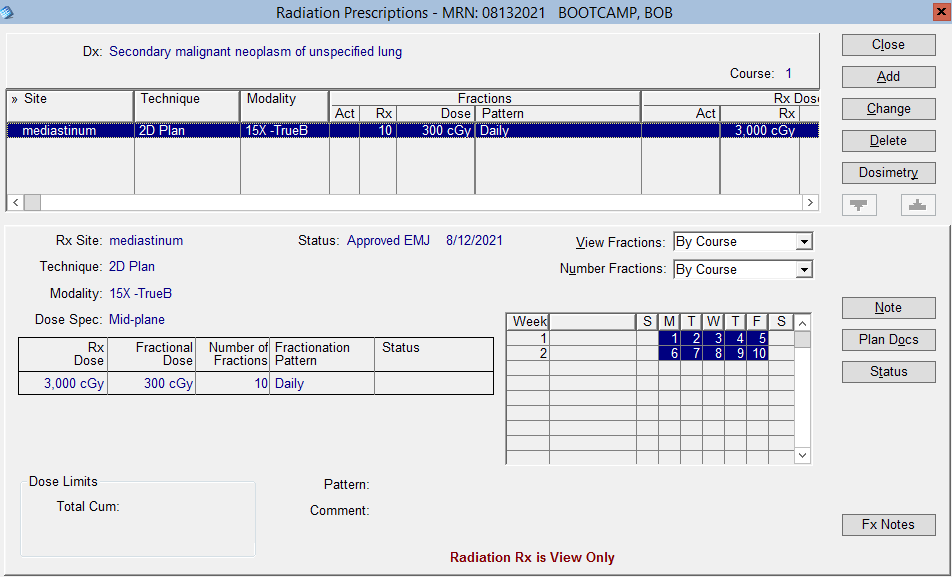 Radiation Prescriptions - MRN: 08132021 BOOTCAMP, BOB
Dx: Secondary malignant neoplasm of unspecified lung
Course: 1
Close
Add
Change
Delete
Dosimetry
» Site Technique Modality Fractions Rx Dose
Act Rx Dose Pattern Act Rx
mediastinum 2D Plan 15X -TrueB 10 300 cGy Daily 3,000 cGy
Rx Site: mediastinum Status: Approved EMJ 8/12/2021 View Fractions: By Course
Technique: 2D Plan Number Fractions: By Course
Modality: 15X -TrueB
Dose Spec: Mid-plane
Note
Plan Docs
Status
Rx Dose Fractional Dose Number of Fractions Fractionation Pattern Status
3,000 cGy 300 cGy 10 Daily
Week S M T W T F S
1 1 2 3 4 5
2 6 7 8 9 10
Dose Limits
Total Cum:
Pattern:
Comment:
Fx Notes
Radiation Rx is View Only